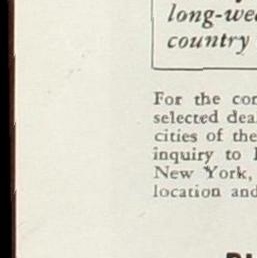 long-wea
country
For the con
selected dea
cities of the
inquiry to
New York,
location and